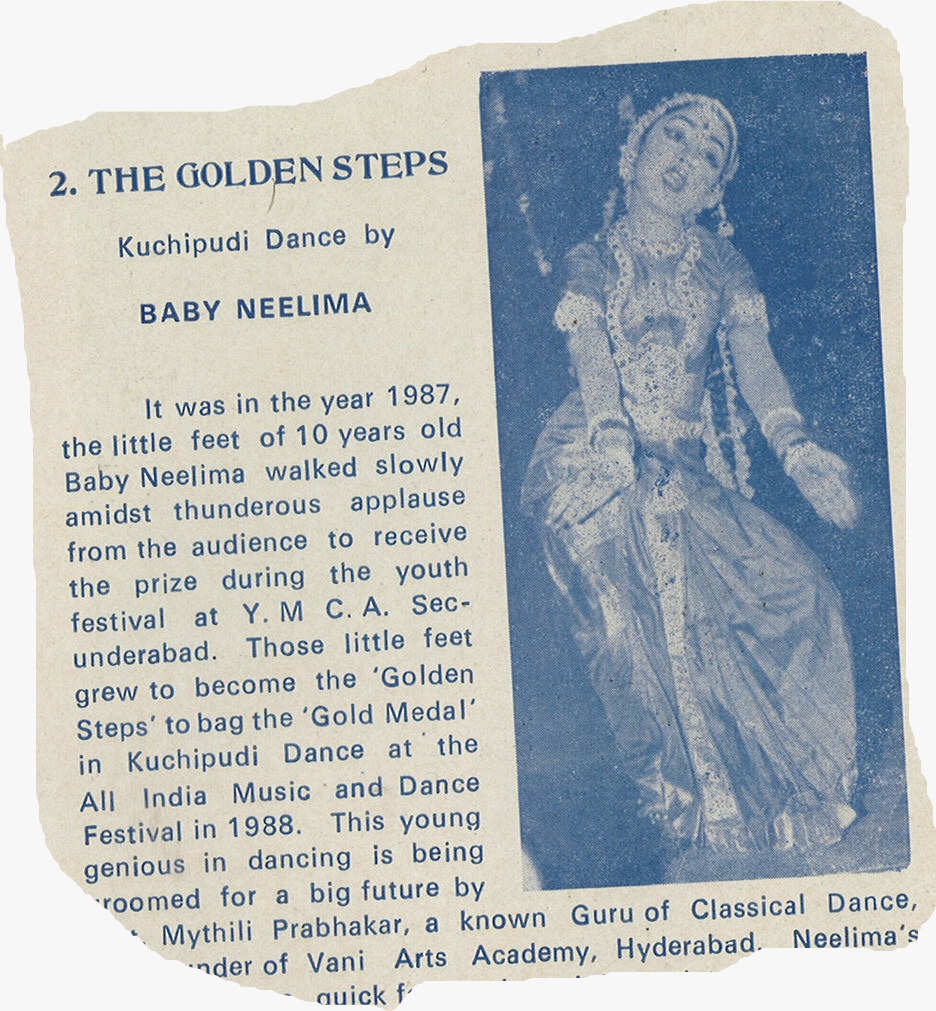 2. THE GOLDEN STEPS
Kuchipudi Dance by
BABY NEELIMA
It was in the year 1987,
the little feet of 10 years old
Baby Neelima walked slowly
amidst thunderous applause
from the audience to receive
the prize during the youth
festival at Y. M C. A. Sec-
underabad. Those little feet
grew to become the 'Golden
Steps' to bag the 'Gold Medal'
in Kuchipudi Dance at the
All India Music and Dance
Festival in 1988. This young
genious in dancing is being
roomed for a big future by
Mythili Prabhakar, a known Guru of Classical Dance,
nder of Vani Arts Academy, Hyderabad. Neelima's
quick